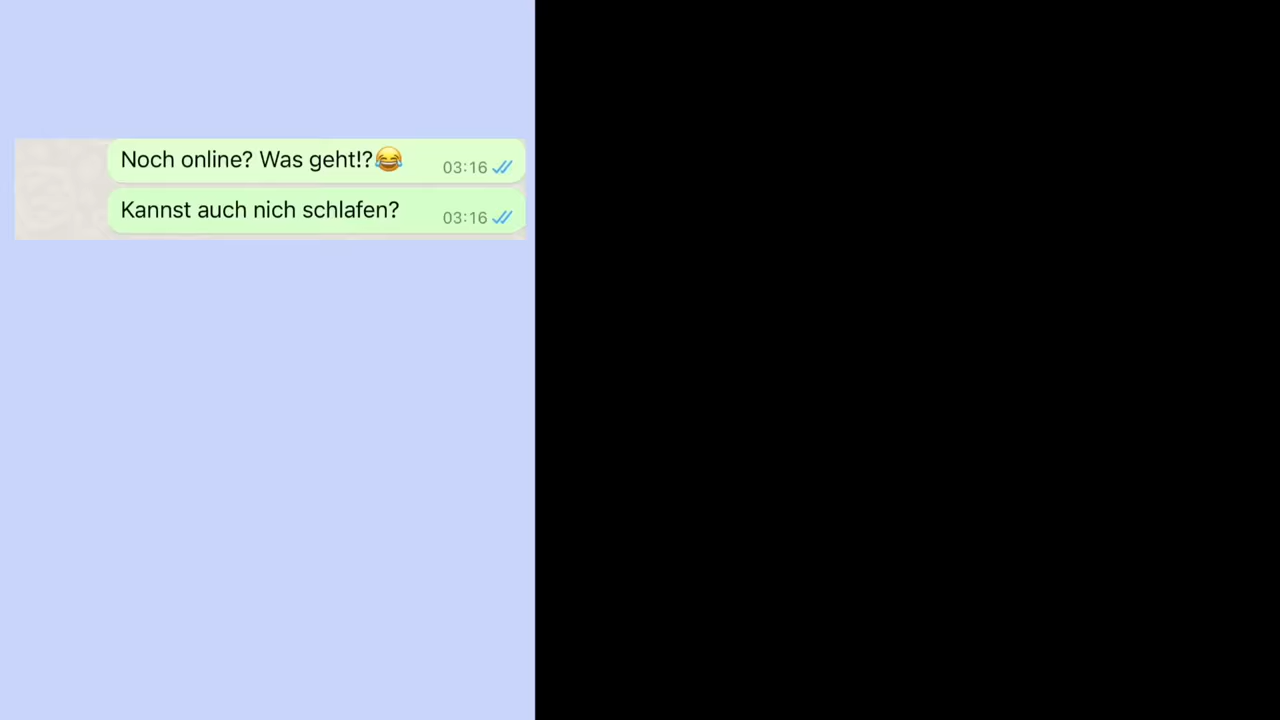 Noch online? Was geht!?😂 03:16
Kannst auch nich schlafen? 03:16